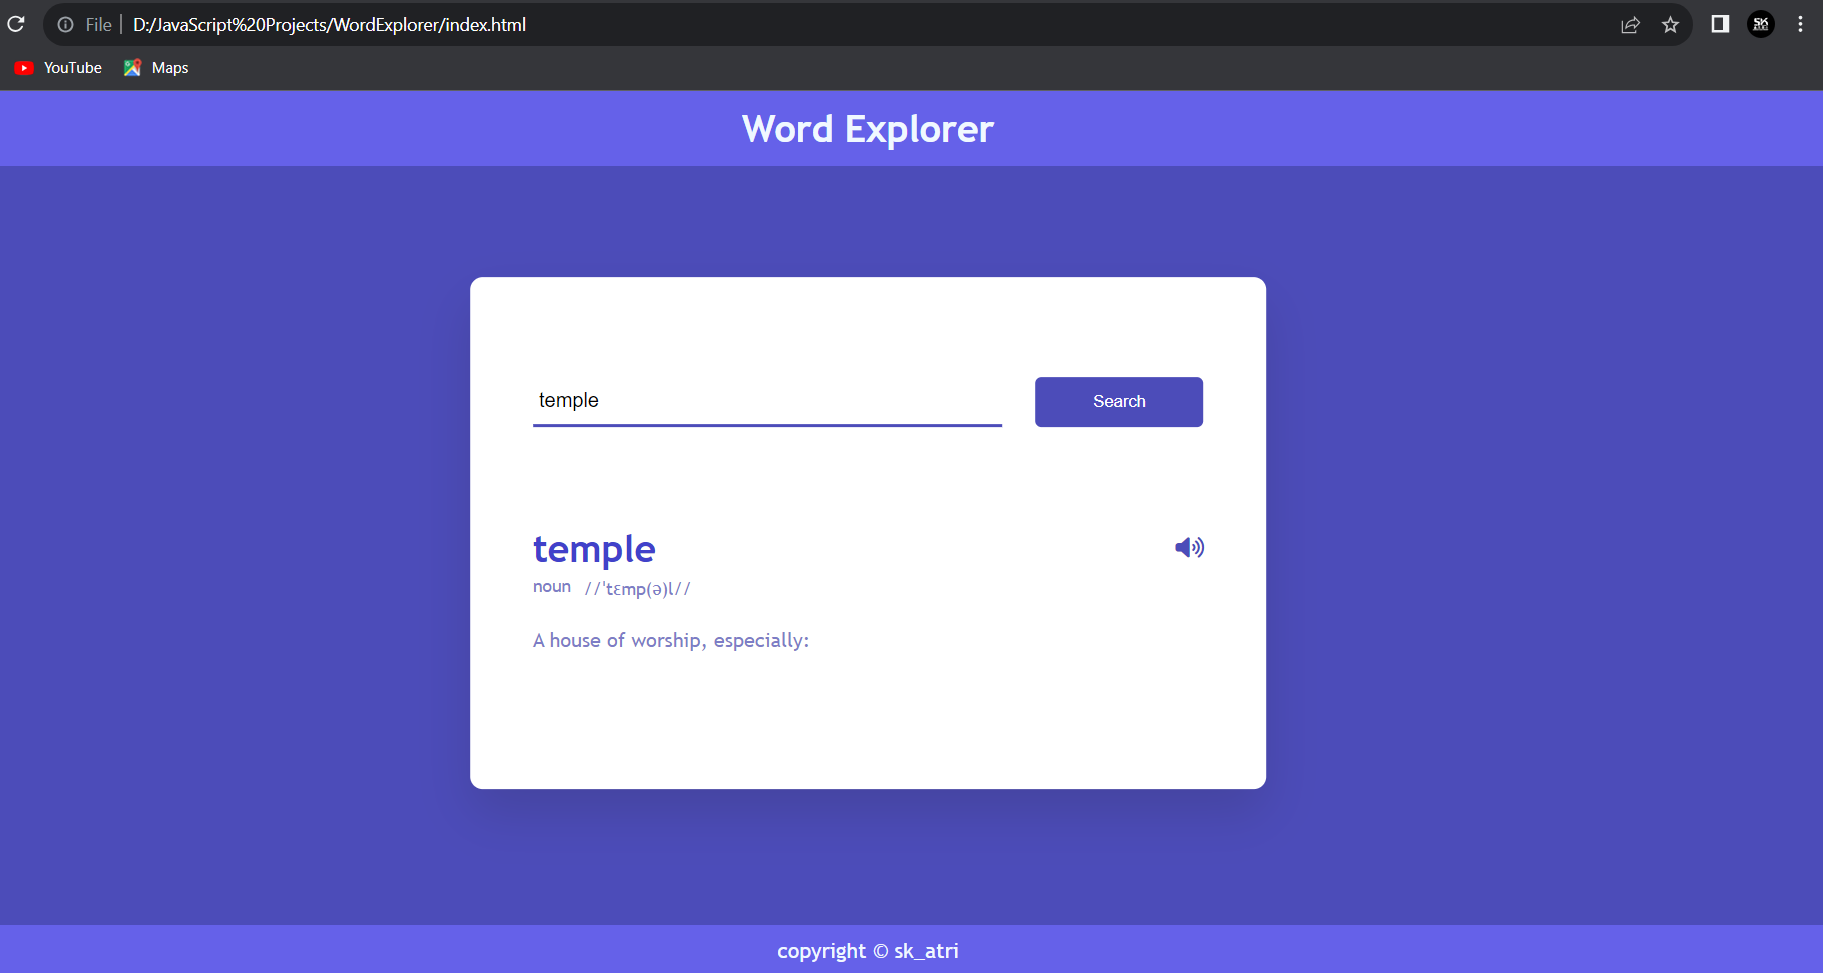 File D:/JavaScript%20Projects/WordExplorer/index.html
SK
YouTube Maps
Word Explorer
temple
Search
temple
noun //ˈtɛmp(ə)l//
A house of worship, especially:
copyright © sk_atri